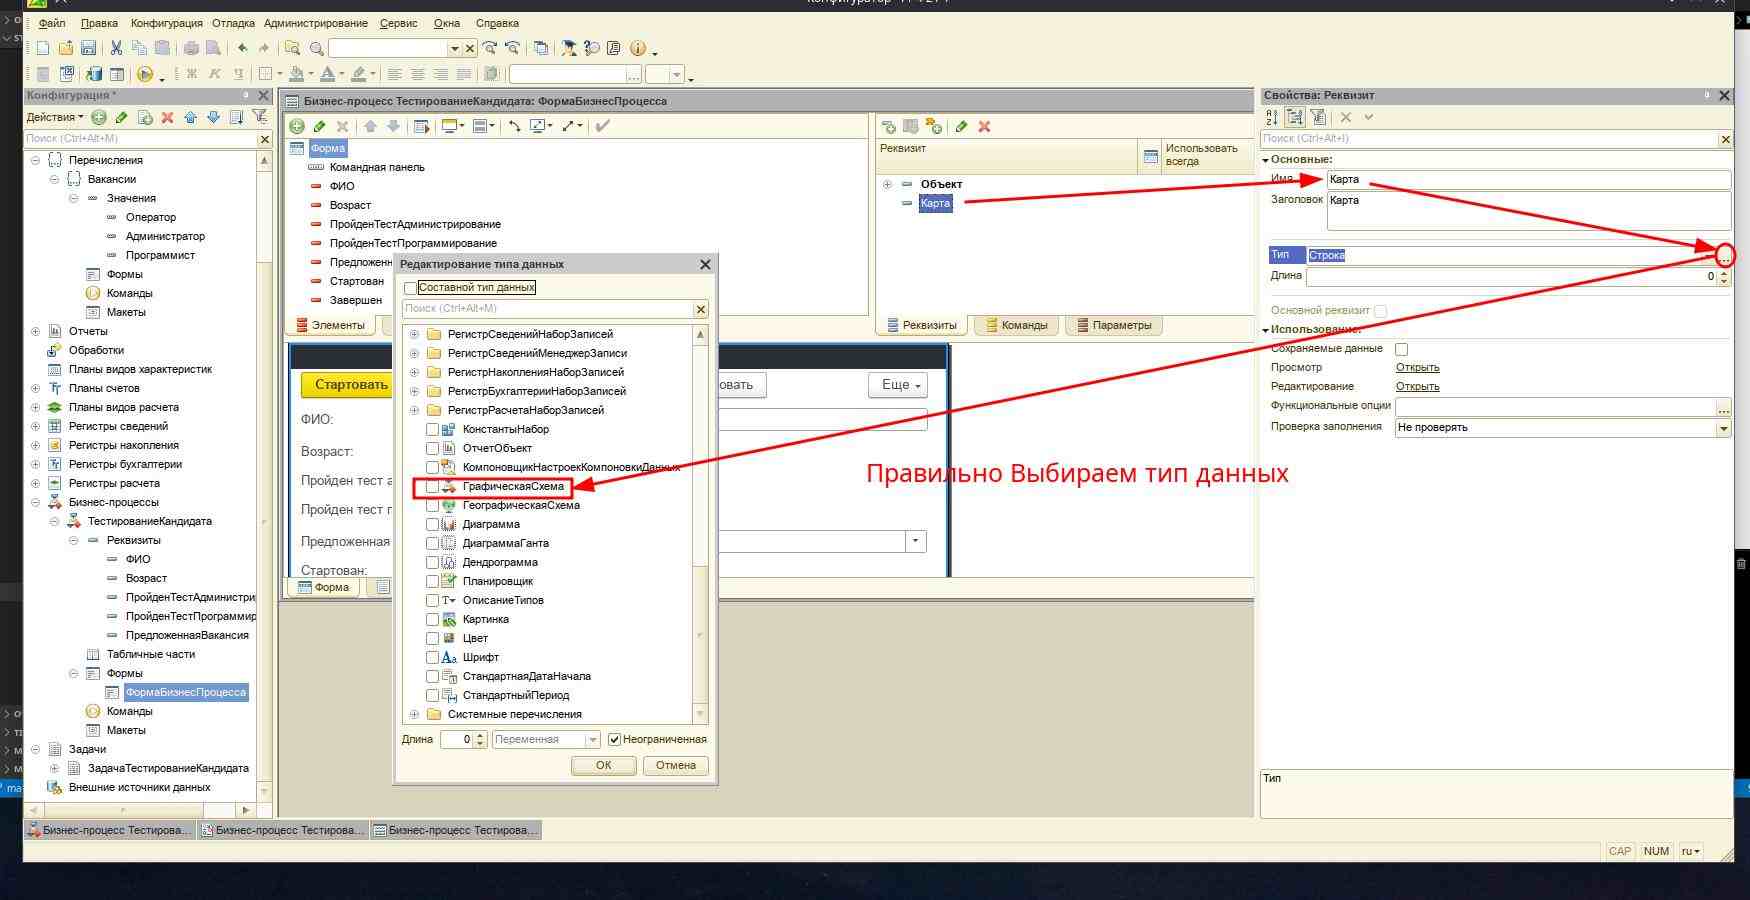 Файл Правка Конфигурация Отладка Администрирование Сервис Окна Справка
Конфигурация *
Действия
Поиск (Ctrl+Alt+M)
Перечисления
Вакансии
Значения
Оператор
Администратор
Программист
Формы
Команды
Макеты
Отчеты
Обработки
Планы видов характеристик
Планы счетов
Планы видов расчета
Регистры сведений
Регистры накопления
Регистры бухгалтерии
Регистры расчета
Бизнес-процессы
ТестированиеКандидата
Реквизиты
ФИО
Возраст
ПройденТестАдминистри
ПройденТестПрограммир
ПредложеннаяВакансия
Табличные части
Формы
ФормаБизнесПроцесса
Команды
Макеты
Задачи
ЗадачаТестированиеКандидата
Внешние источники данных
Бизнес-процесс ТестированиеКандидата: ФормаБизнесПроцесса
Форма
Командная панель
ФИО
Возраст
ПройденТестАдминистрирование
ПройденТестПрограммирование
Предложенн
Стартован
Завершен
Элементы
Реквизит
Использовать
всегда
Объект
Карта
Реквизиты Команды Параметры
Стартовать
овать
Еще
ФИО:
Возраст:
Пройден тест а
Пройден тест п
Предложенная
Стартован:
Форма
Редактирование типа данных
Составной тип данных
Поиск (Ctrl+Alt+M)
РегистрСведенийНаборЗаписей
РегистрСведенийМенеджерЗаписи
РегистрНакопленияНаборЗаписей
РегистрБухгалтерииНаборЗаписей
РегистрРасчетаНаборЗаписей
КонстантыНабор
ОтчетОбъект
КомпоновщикНастроекКомпоновкиДанных
ГрафическаяСхема
ГеографическаяСхема
Диаграмма
ДиаграммаГанта
Дендрограмма
Планировщик
ОписаниеТипов
Картинка
Цвет
Шрифт
СтандартнаяДатаНачала
СтандартныйПериод
Системные перечисления
Длина 0 Переменная Неограниченная
ОК Отмена
Правильно Выбираем тип данных
Свойства: Реквизит
Поиск (Ctrl+Alt+I)
Основные:
Имя Карта
Заголовок Карта
Тип Строка
Длина 0
Основной реквизит
Использование:
Сохраняемые данные
Просмотр Открыть
Редактирование Открыть
Функциональные опции
Проверка заполнения Не проверять
Тип
Бизнес-процесс Тестирова... Бизнес-процесс Тестирова... Бизнес-процесс Тестирова...
CAP NUM ru